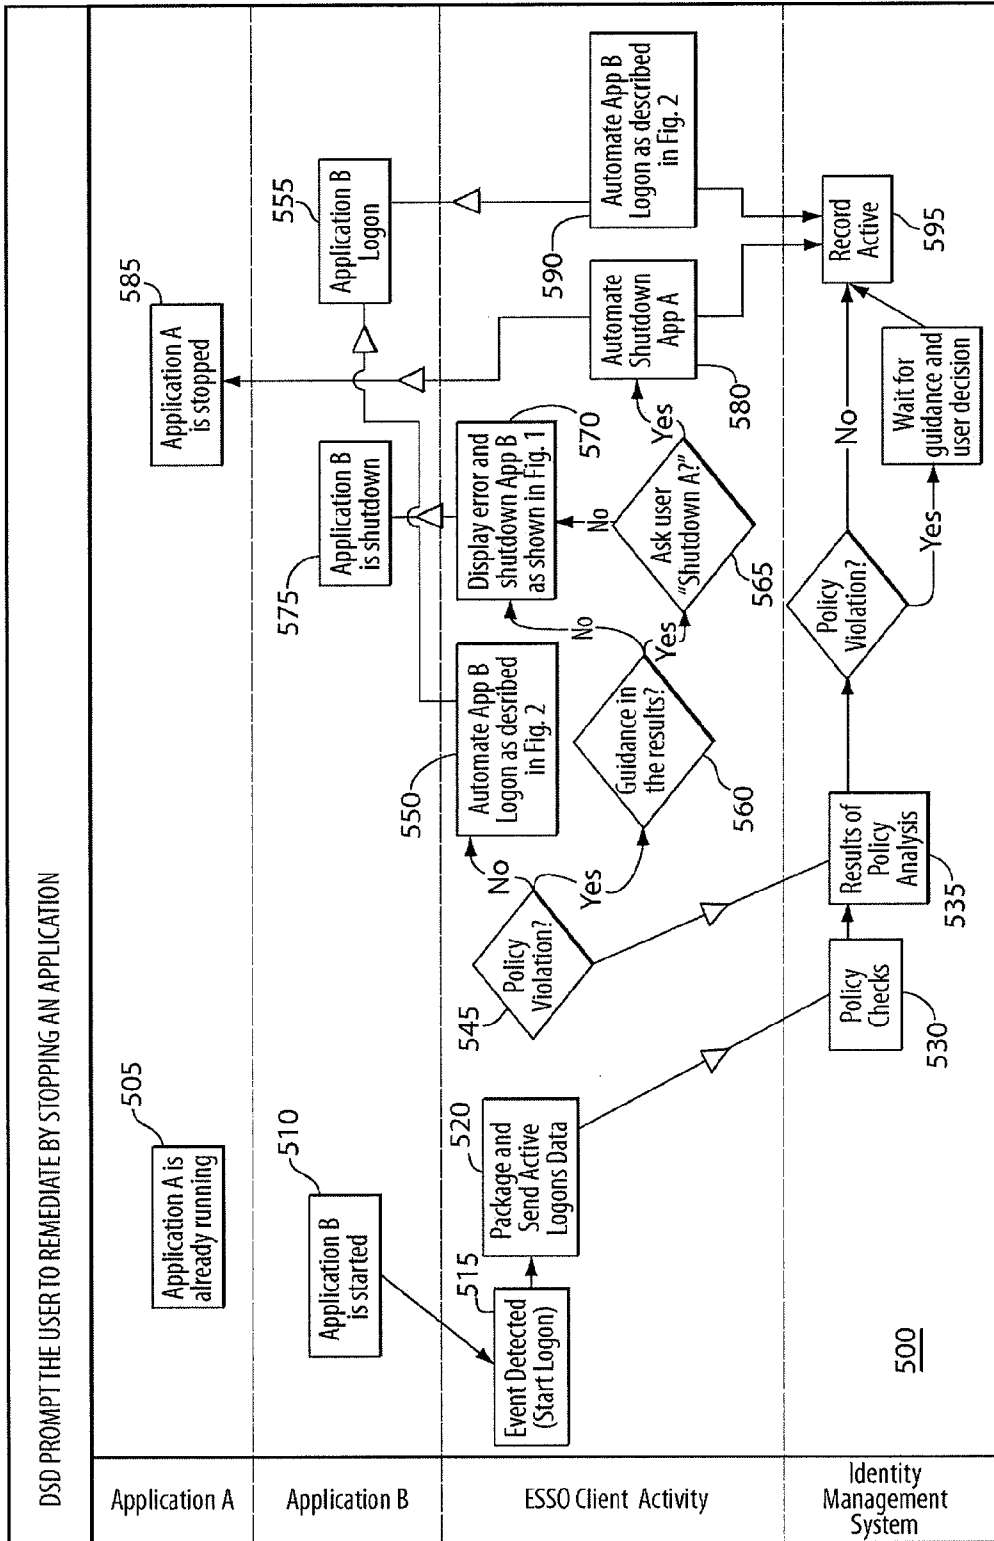 DSD PROMPT THE USER TO REMEDIATE BY STOPPING AN APPLICATION
Application A
Application A is
already running
505
Application A
is stopped
585
Application B
Application B
is started
510
Application B
is shutdown
575
Application B
Logon
555
ESSO Client Activity
Event Detected
(Start Logon)
515
Package and
Send Active
Logons Data
520
Policy
Violation?
545
No
Yes
Automate App B
Logon as desribed
in Fig. 2
550
Guidance in
the results?
560
No
Yes
Display error and
shutdown App B
as shown in Fig. 1
570
Ask user
"Shutdown A?"
565
No
Yes
Automate
Shutdown
App A
580
Automate App B
Logon as described
in Fig. 2
590
Identity
Management
System
Policy
Checks
530
Results of
Policy
Analysis
535
Policy
Violation?
No
Yes
Wait for
guidance and
user decision
Record
Active
595
500